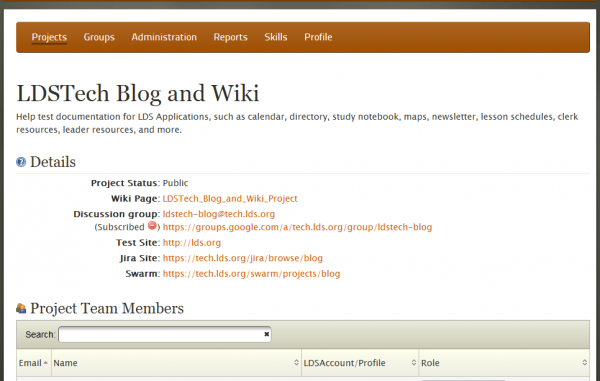 Projects Groups Administration Reports Skills Profile
LDSTech Blog and Wiki
Help test documentation for LDS Applications, such as calendar, directory, study notebook, maps, newsletter, lesson schedules, clerk
resources, leader resources, and more.
Details
Project Status: Public
Wiki Page: LDSTech_Blog_and_Wiki_Project
Discussion group: ldstech-blog@tech.lds.org
(Subscribed ) https://groups.google.com/a/tech.lds.org/group/ldstech-blog
Test Site: http://lds.org
Jira Site: https://tech.lds.org/jira/browse/blog
Swarm: https://tech.lds.org/swarm/projects/blog
Project Team Members
Search:
Email Name LDSAccount/Profile Role